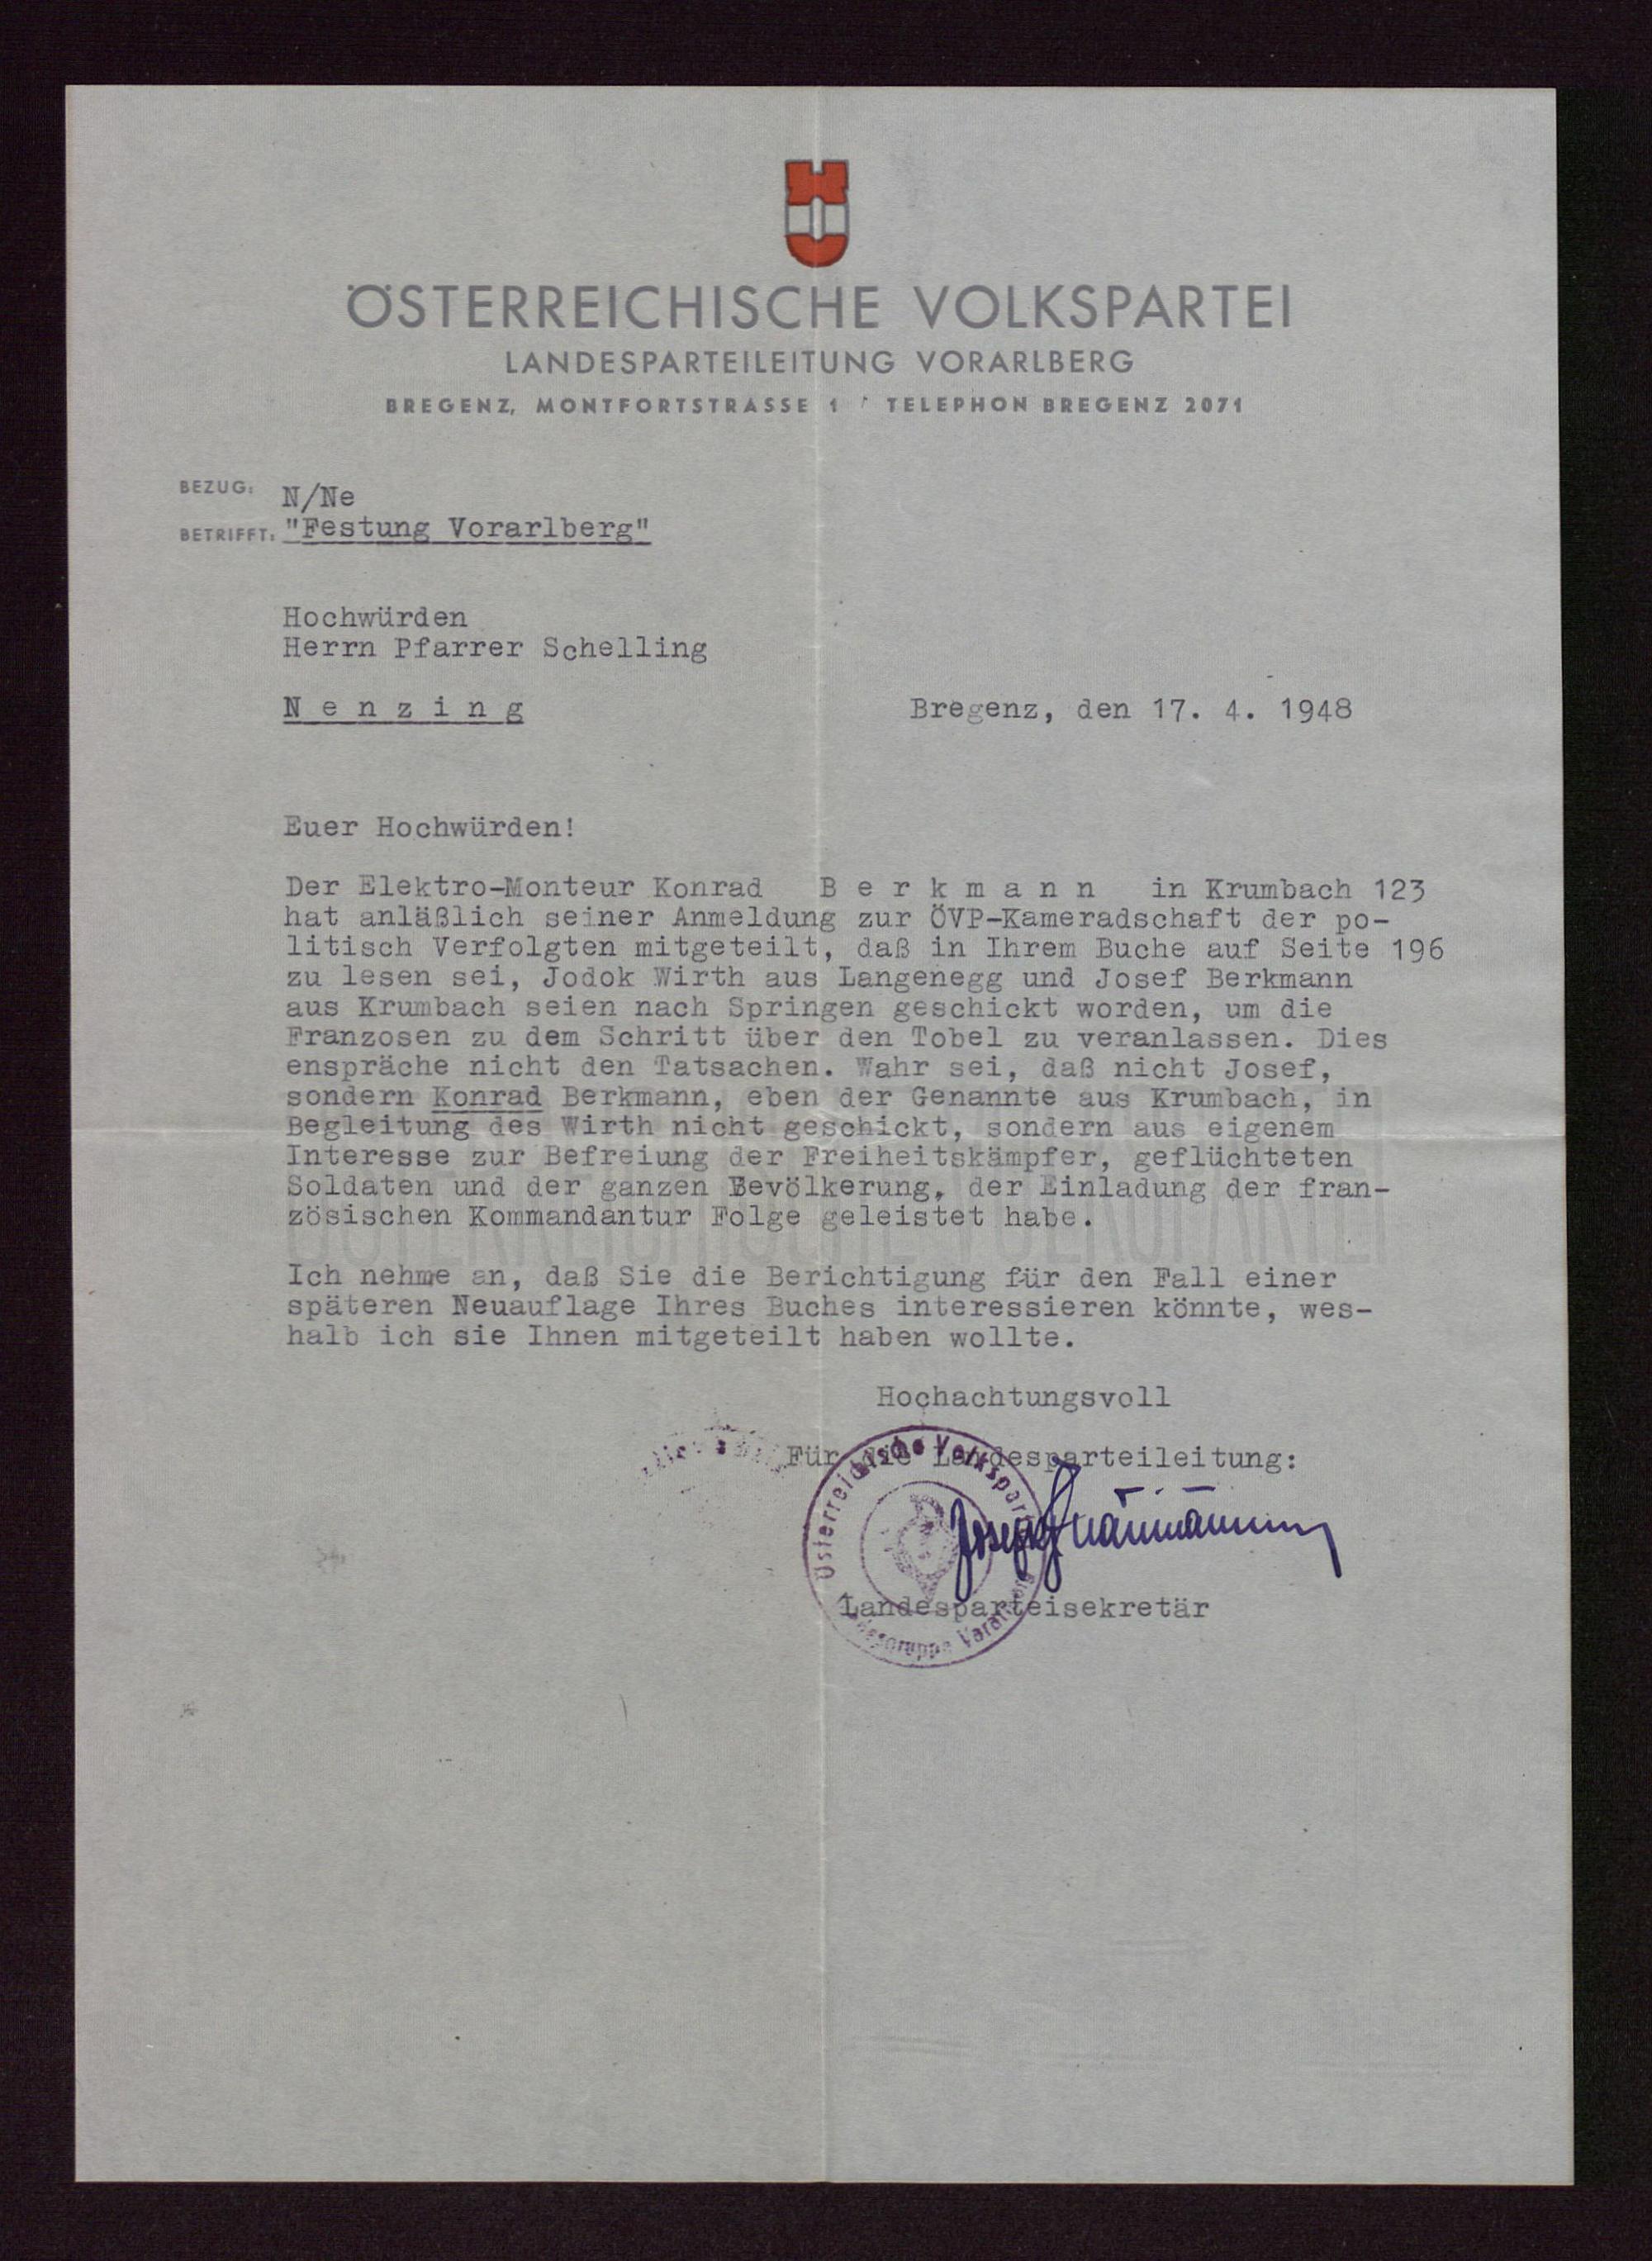 ÖSTERREICHISCHE VOLKSPARTEI
LANDESPARTEILEITUNG VORARLBERG
BREGENZ, MONTFORTSTRASSE 1 / TELEPHON BREGENZ 2071
BEZUG: N/Ne
BETRIFFT: "Festung Vorarlberg"
Hochwürden
Herrn Pfarrer Schelling
N e n z i n g
Bregenz, den 17. 4. 1948
Euer Hochwürden!
Der Elektro-Monteur Konrad B e r k m a n n in Krumbach 123
hat anläßlich seiner Anmeldung zur ÖVP-Kameradschaft der po-
litisch Verfolgten mitgeteilt, daß in Ihrem Buche auf Seite 196
zu lesen sei, Jodok Wirth aus Langenegg und Josef Berkmann
aus Krumbach seien nach Springen geschickt worden, um die
Franzosen zu dem Schritt über den Tobel zu veranlassen. Dies
enspräche nicht den Tatsachen. Wahr sei, daß nicht Josef,
sondern Konrad Berkmann, eben der Genannte aus Krumbach, in
Begleitung des Wirth nicht geschickt, sondern aus eigenem
Interesse zur Befreiung der Freiheitskämpfer, geflüchteten
Soldaten und der ganzen Bevölkerung, der Einladung der fran-
zösischen Kommandantur Folge geleistet habe.
ÖSTERREICHISCHE VOLKSPARTEI
Ich nehme an, daß Sie die Berichtigung für den Fall einer
späteren Neuauflage Ihres Buches interessieren könnte, wes-
halb ich sie Ihnen mitgeteilt haben wollte.
Hochachtungsvoll
Für die Landesparteileitung:
Österreichische Volkspartei
Landesparteisekretär